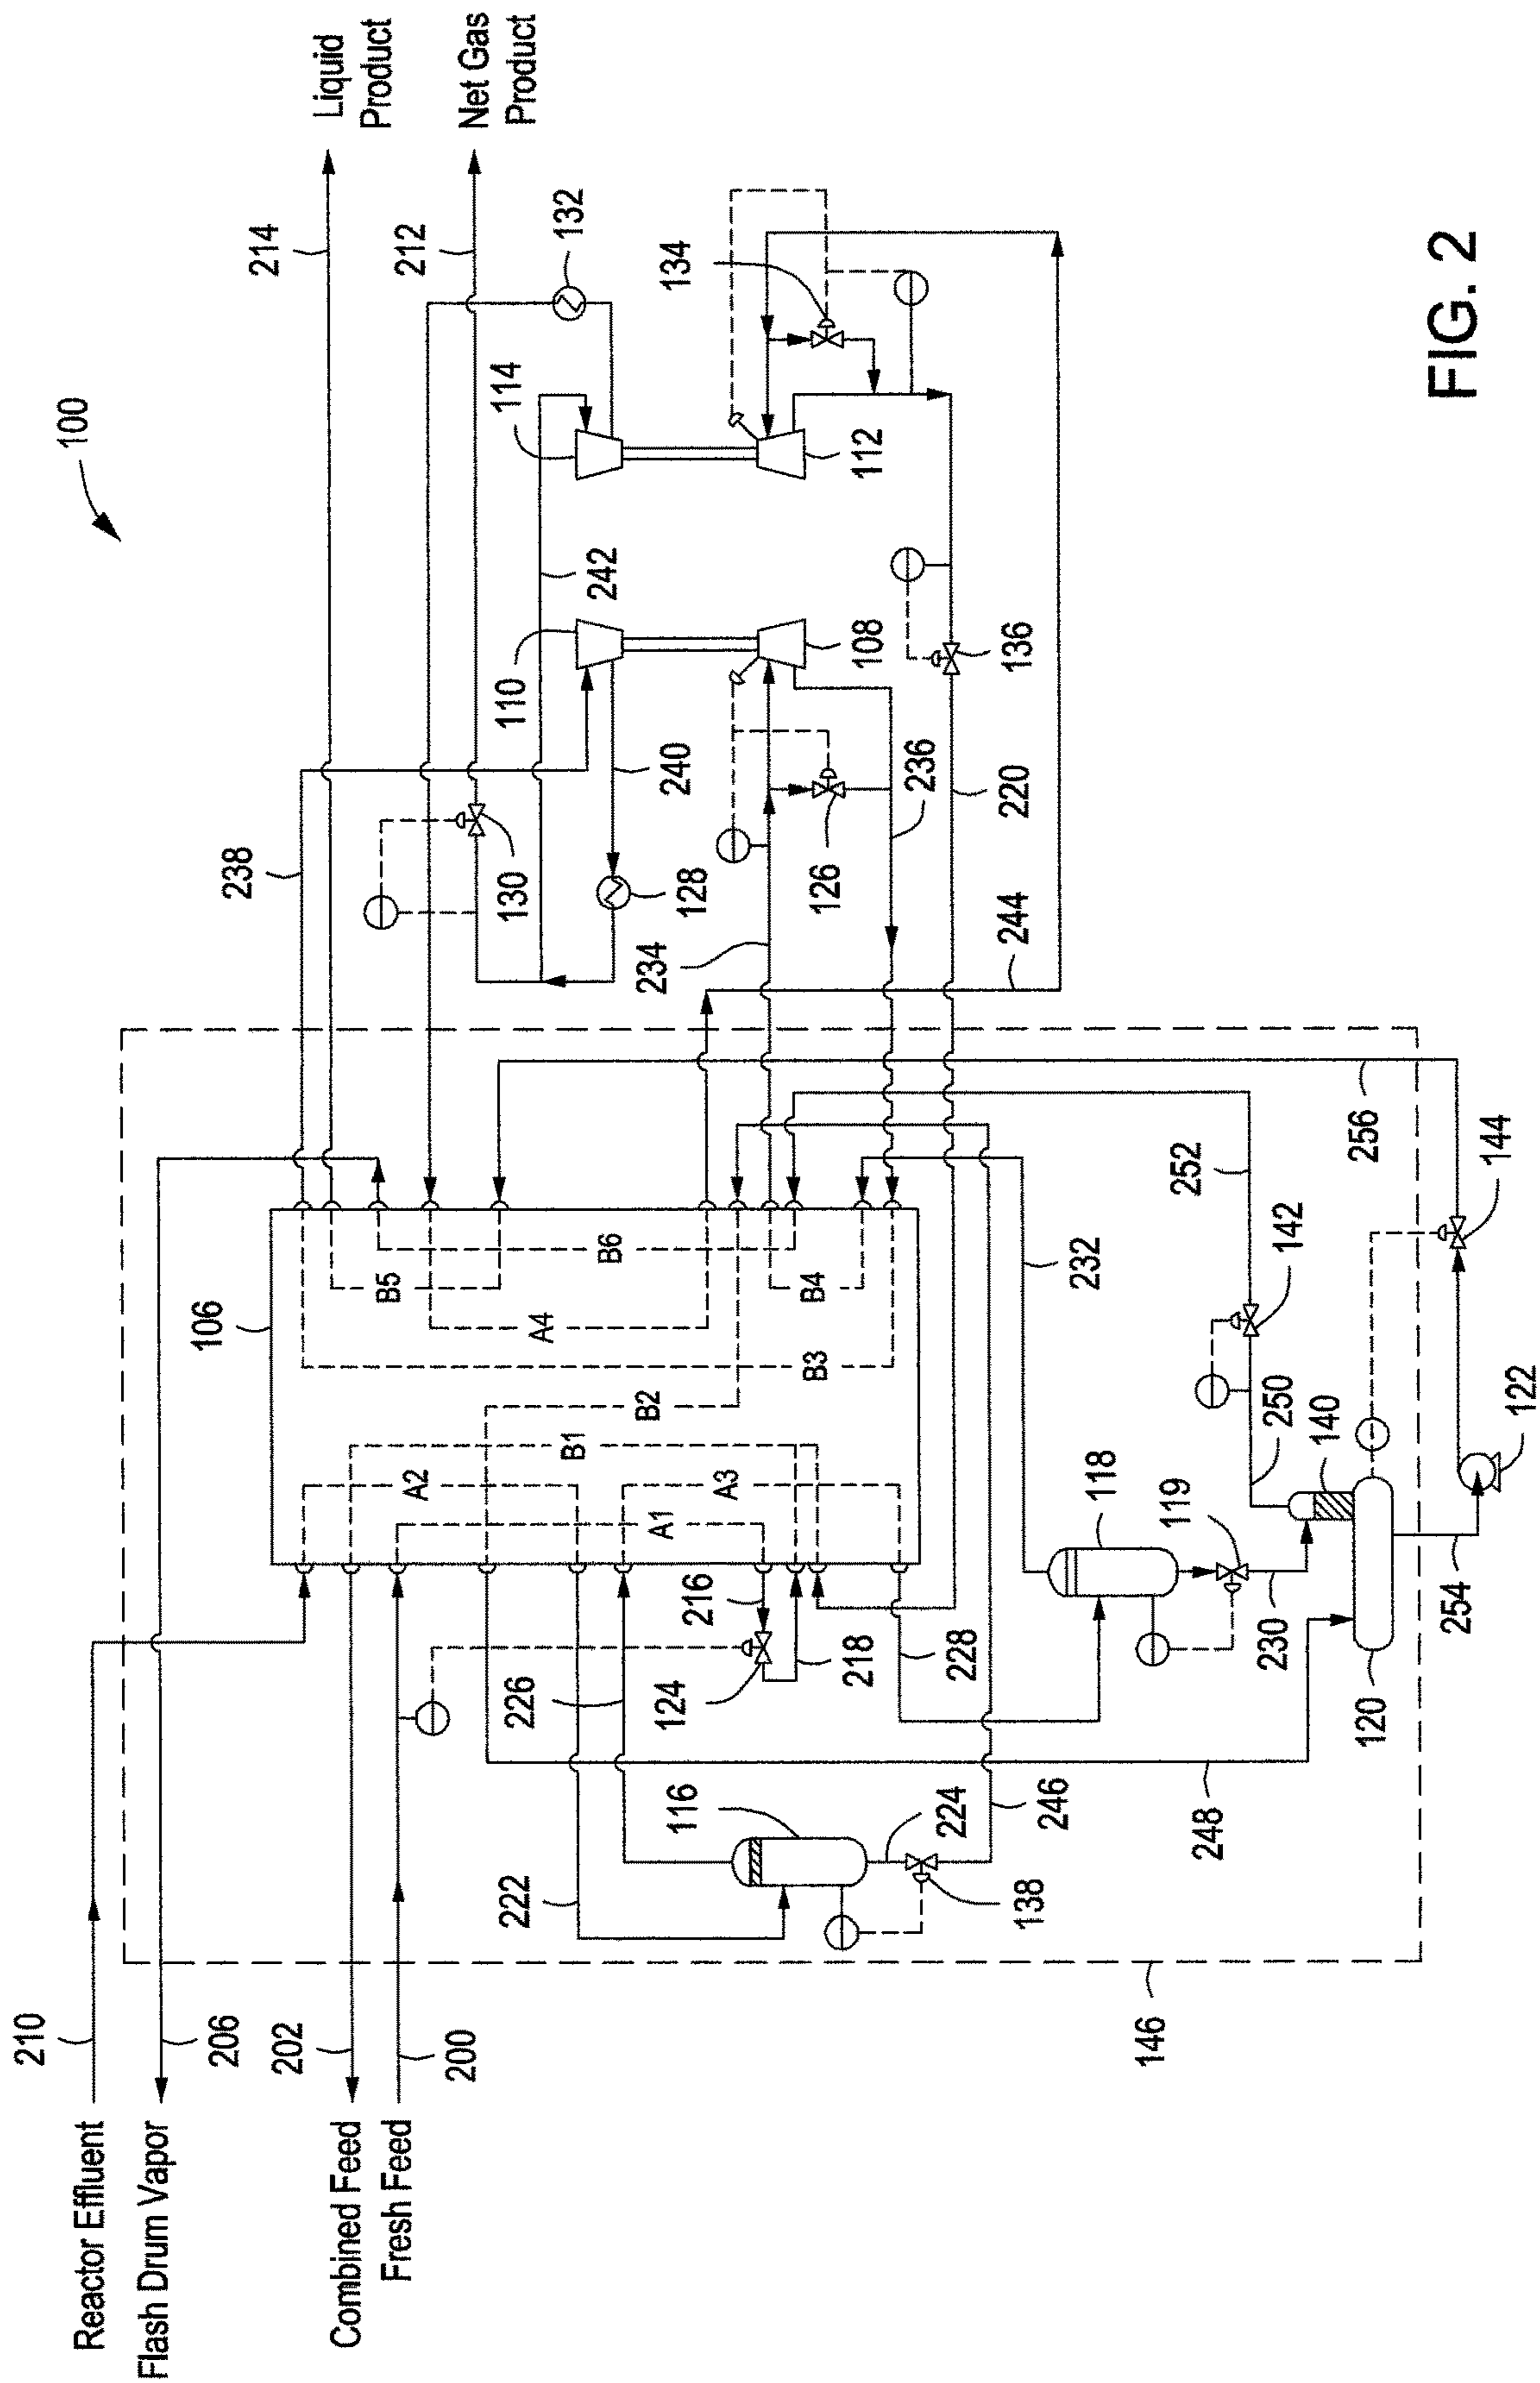 100
210
Reactor Effluent
Flash Drum Vapor
206
106
238
214
Liquid
Product
202
Combined Feed
Fresh Feed
200
212
Net Gas
Product
B5
A2
A4
B1
B6
B2
A1
A3
B3
B4
130
110
114
132
222
226
242
240
128
234
116
124
216
218
134
126
108
112
224
228
236
220
244
136
138
246
118
232
119
142
252
146
248
230
250
140
120
256
254
122
144
FIG. 2